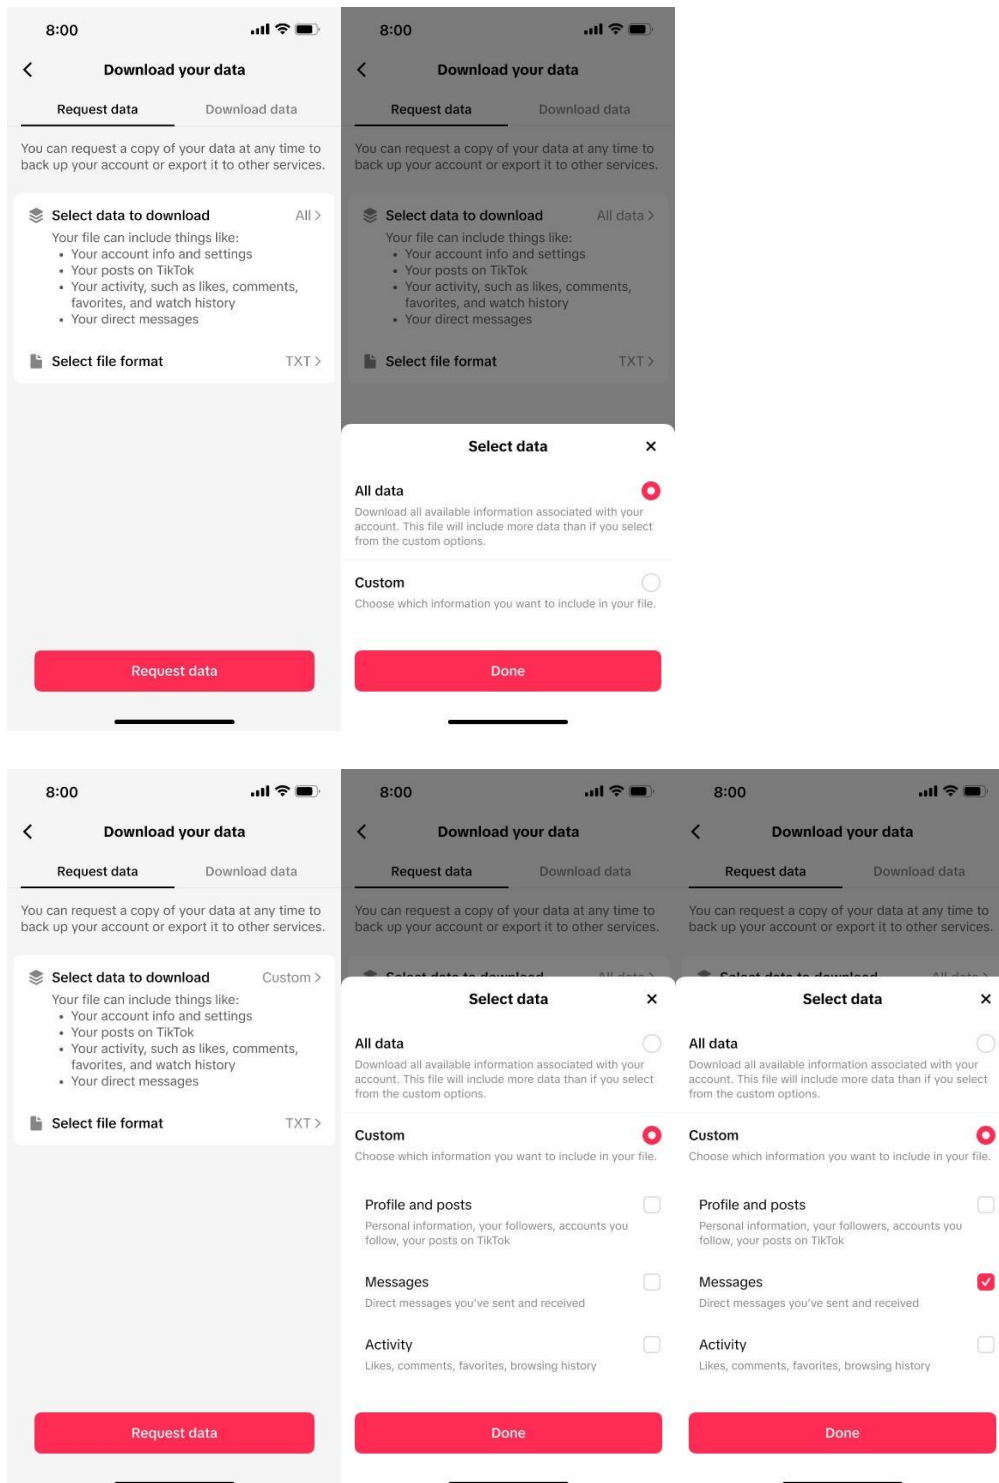 8:00
Download your data
Request data
Download data
You can request a copy of your data at any time to
back up your account or export it to other services.
Select data to download
All >
Your file can include things like:
• Your account info and settings
• Your posts on TikTok
• Your activity, such as likes, comments,
favorites, and watch history
• Your direct messages
Select file format
TXT >
Request data
8:00
Download your data
Request data
Download data
You can request a copy of your data at any time to
back up your account or export it to other services.
Select data to download
All data >
Your file can include things like:
• Your account info and settings
• Your posts on TikTok
• Your activity, such as likes, comments,
favorites, and watch history
• Your direct messages
Select file format
TXT >
Select data
All data
Download all available information associated with your
account. This file will include more data than if you select
from the custom options.
Custom
Choose which information you want to include in your file.
Done
8:00
Download your data
Request data
Download data
You can request a copy of your data at any time to
back up your account or export it to other services.
Select data to download
Custom >
Your file can include things like:
• Your account info and settings
• Your posts on TikTok
• Your activity, such as likes, comments,
favorites, and watch history
• Your direct messages
Select file format
TXT >
Request data
8:00
Download your data
Request data
Download data
You can request a copy of your data at any time to
back up your account or export it to other services.
Select data to download
All data >
Select data
All data
Download all available information associated with your
account. This file will include more data than if you select
from the custom options.
Custom
Choose which information you want to include in your file.
Profile and posts
Personal information, your followers, accounts you
follow, your posts on TikTok
Messages
Direct messages you've sent and received
Activity
Likes, comments, favorites, browsing history
Done
8:00
Download your data
Request data
Download data
You can request a copy of your data at any time to
back up your account or export it to other services.
Select data to download
All data >
Select data
All data
Download all available information associated with your
account. This file will include more data than if you select
from the custom options.
Custom
Choose which information you want to include in your file.
Profile and posts
Personal information, your followers, accounts you
follow, your posts on TikTok
Messages
Direct messages you've sent and received
Activity
Likes, comments, favorites, browsing history
Done